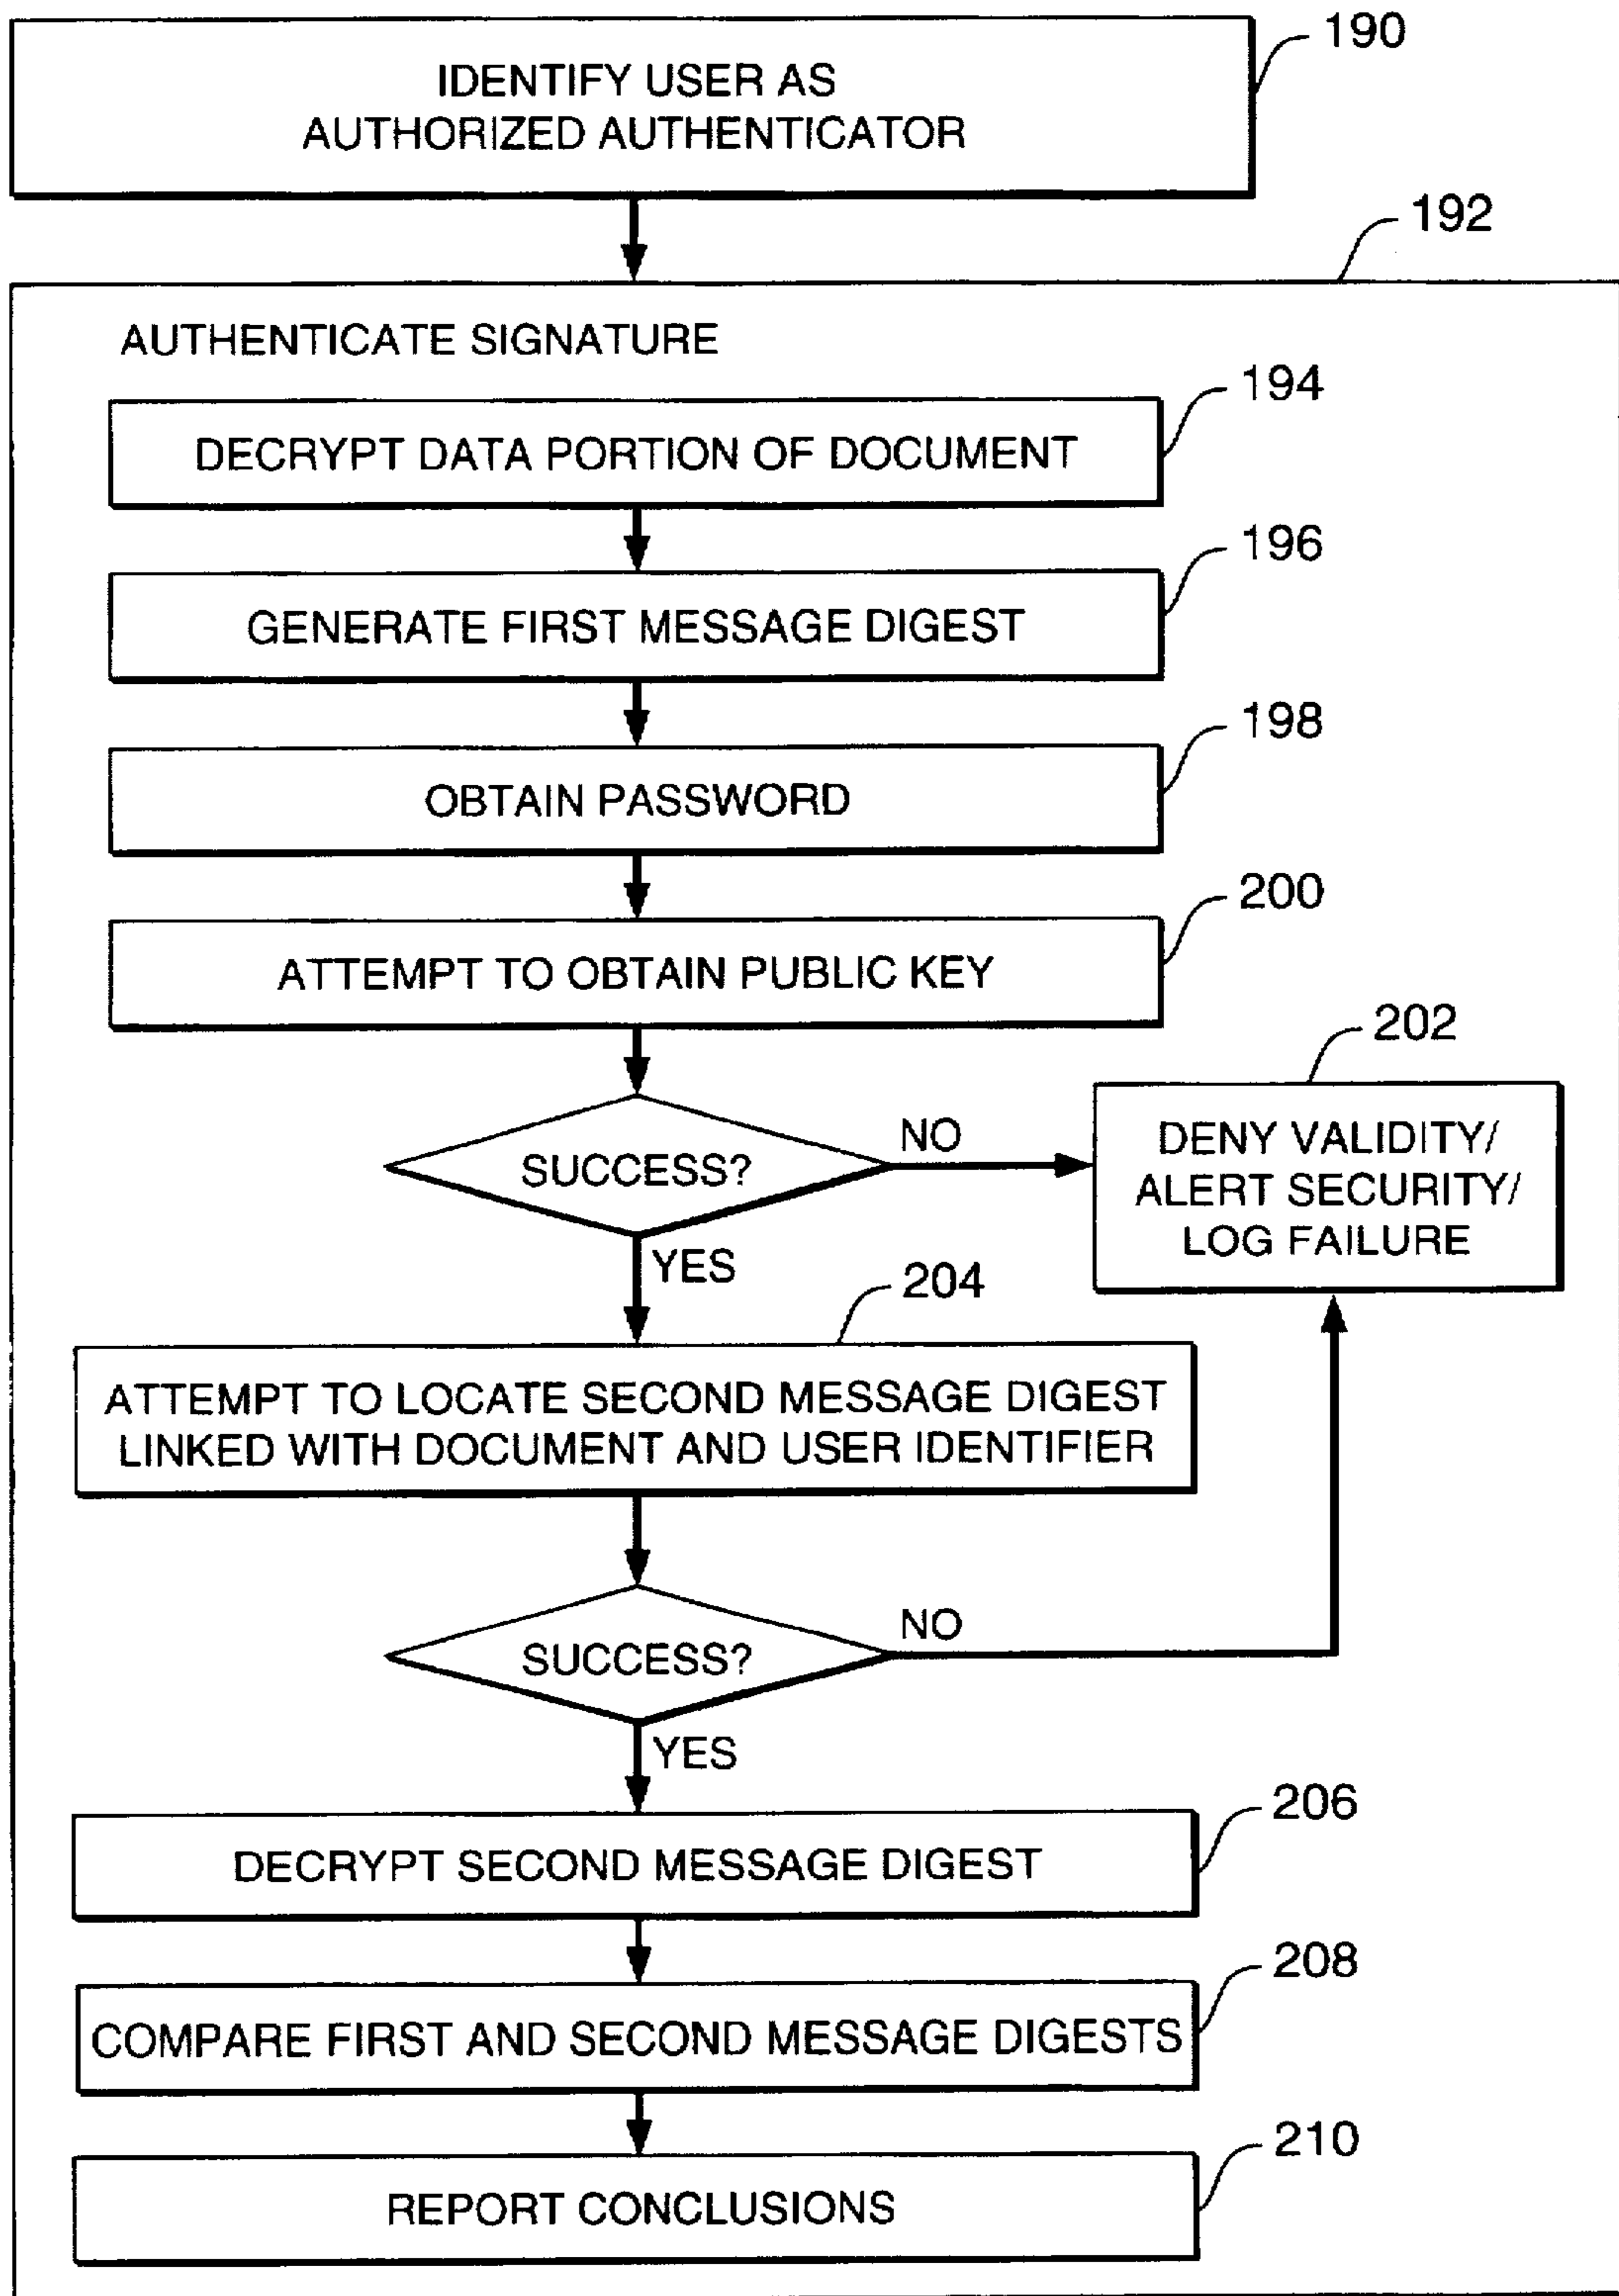 190
IDENTIFY USER AS
AUTHORIZED AUTHENTICATOR
192
AUTHENTICATE SIGNATURE
194
DECRYPT DATA PORTION OF DOCUMENT
196
GENERATE FIRST MESSAGE DIGEST
198
OBTAIN PASSWORD
200
ATTEMPT TO OBTAIN PUBLIC KEY
202
SUCCESS?
NO
DENY VALIDITY/
ALERT SECURITY/
LOG FAILURE
YES
204
ATTEMPT TO LOCATE SECOND MESSAGE DIGEST
LINKED WITH DOCUMENT AND USER IDENTIFIER
SUCCESS?
NO
YES
206
DECRYPT SECOND MESSAGE DIGEST
208
COMPARE FIRST AND SECOND MESSAGE DIGESTS
210
REPORT CONCLUSIONS